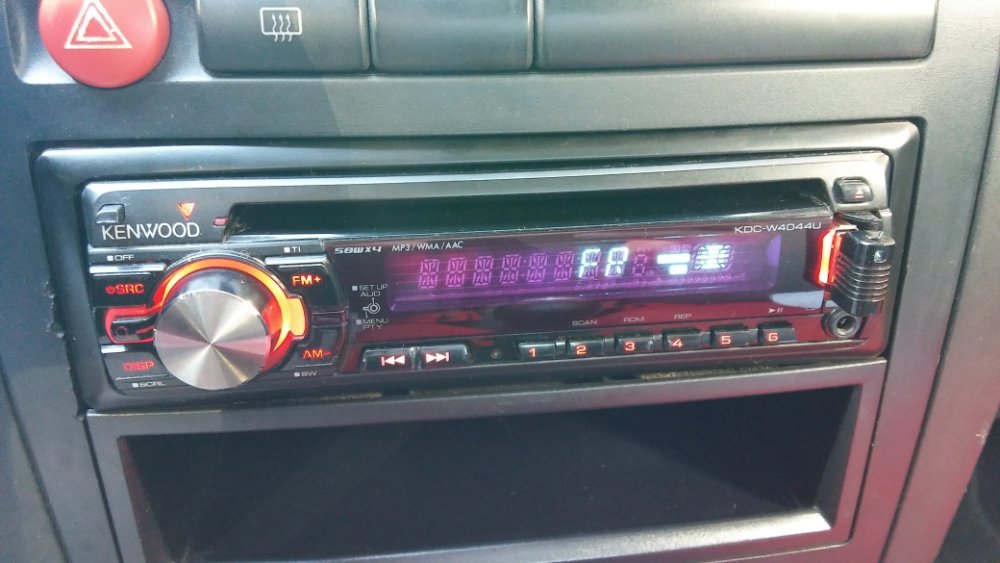 KENWOOD
50W×4 MP3/WMA/AAC
KDC-W4044U
OFF
TI
SRC
FM+
SET UP
AUD
MENU
PTY
DISP
AM-
SCRL
BW
SCAN RDM REP
1 2 3 4 5 6